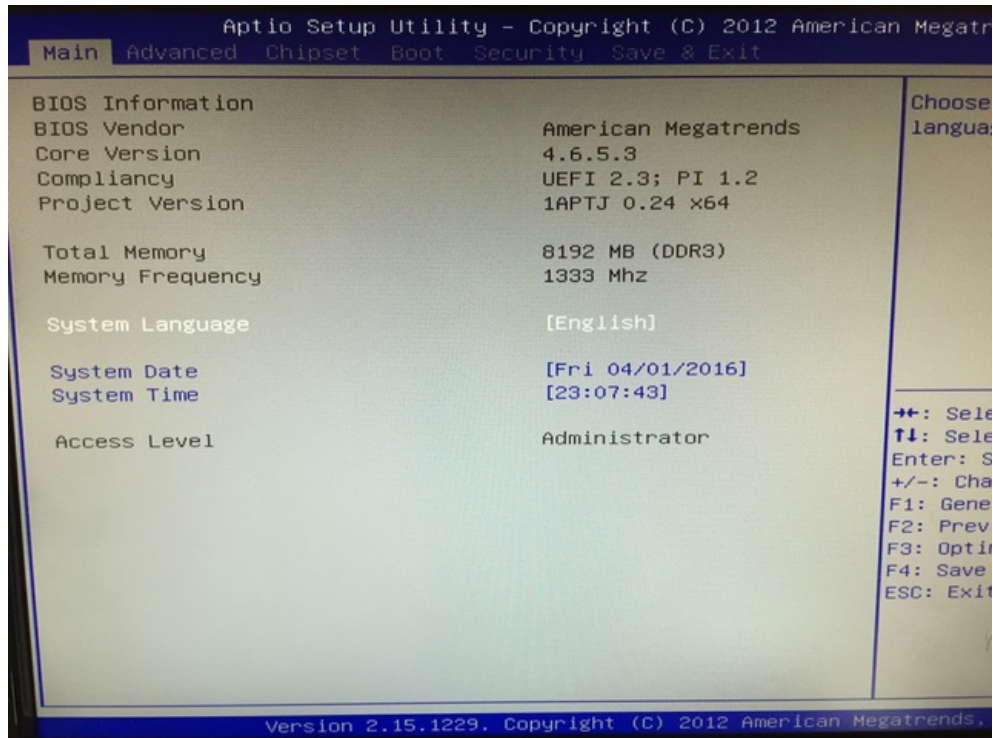 Aptio Setup Utility – Copyright (C) 2012 American Megatr
Main Advanced Chipset Boot Security Save & Exit
BIOS Information
BIOS Vendor American Megatrends
Core Version 4.6.5.3
Compliancy UEFI 2.3; PI 1.2
Project Version 1APTJ 0.24 x64
Total Memory 8192 MB (DDR3)
Memory Frequency 1333 Mhz
System Language [English]
System Date [Fri 04/01/2016]
System Time [23:07:43]
Access Level Administrator
Choose
langua
→←: Sele
↑↓: Sele
Enter: S
+/-: Cha
F1: Gene
F2: Prev
F3: Optim
F4: Save
ESC: Exit
Version 2.15.1229. Copyright (C) 2012 American Megatrends,